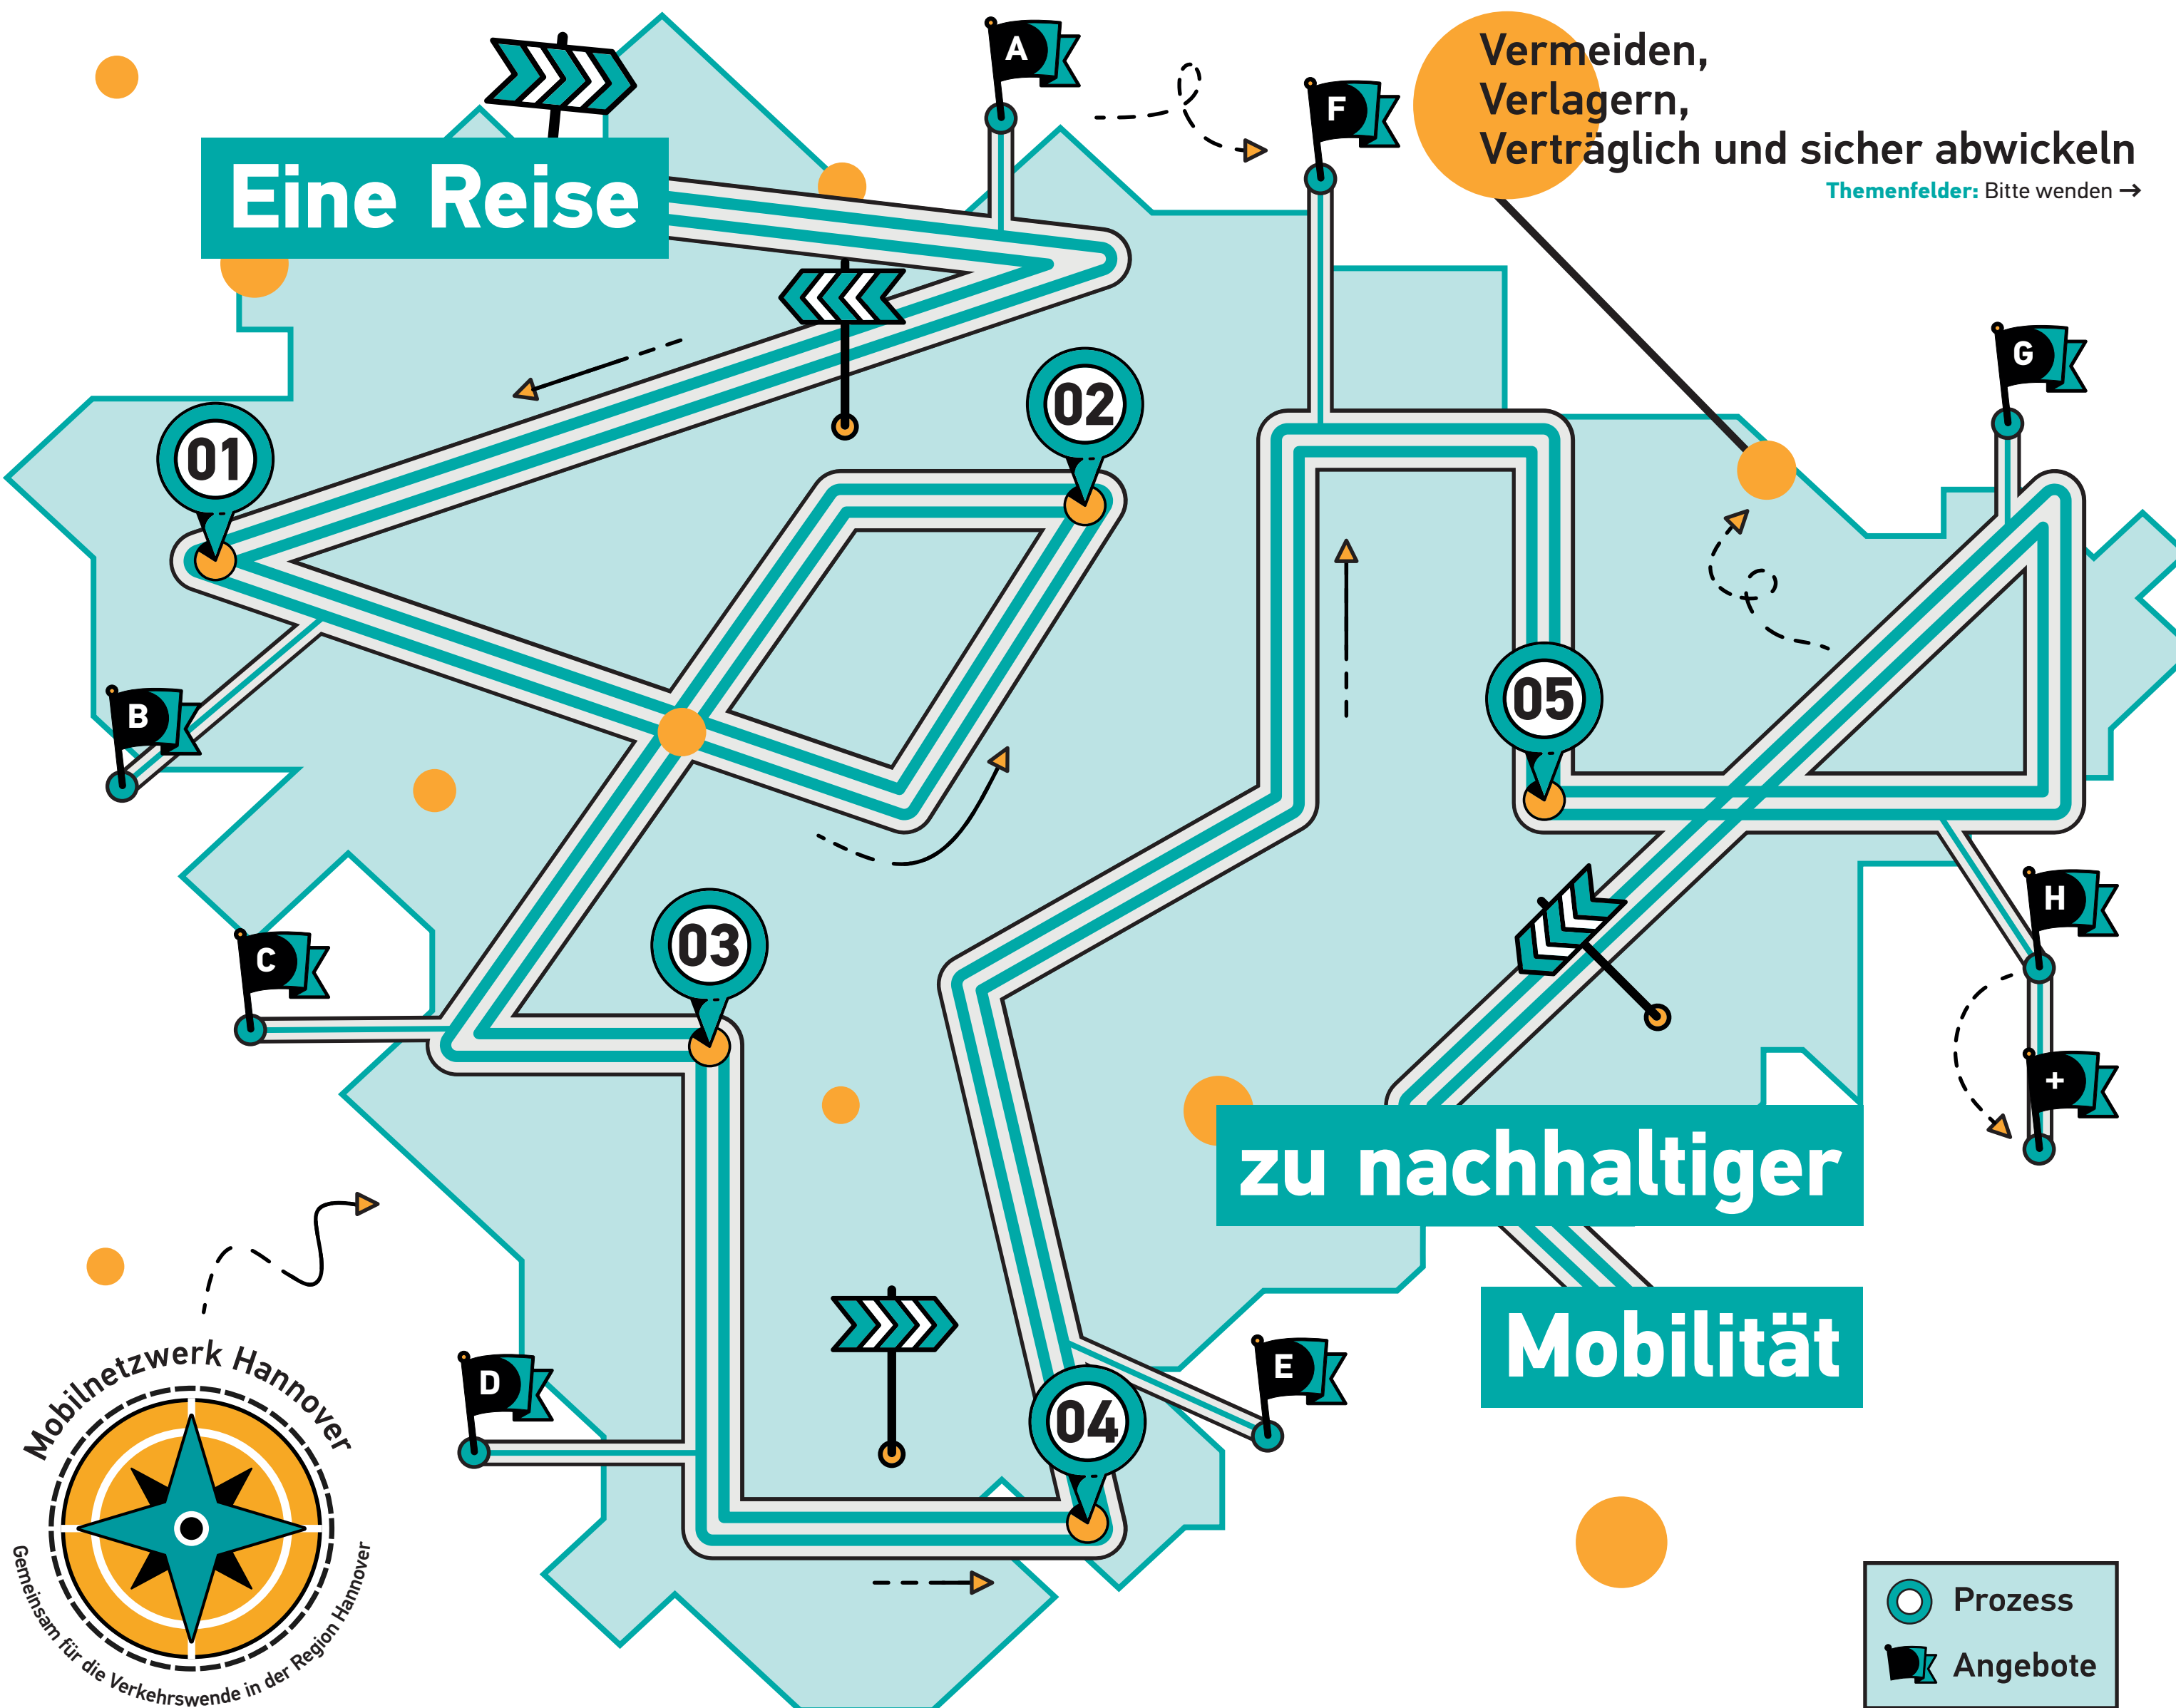 Vermeiden,
Verlagern,
Verträglich und sicher abwickeln
Themenfelder: Bitte wenden →
Eine Reise
A
F
G
01
02
B
05
C
03
H
+
zu nachhaltiger
Mobilität
D
E
04
Mobilnetzwerk Hannover
Gemeinsam für die Verkehrswende in der Region Hannover
Prozess
Angebote